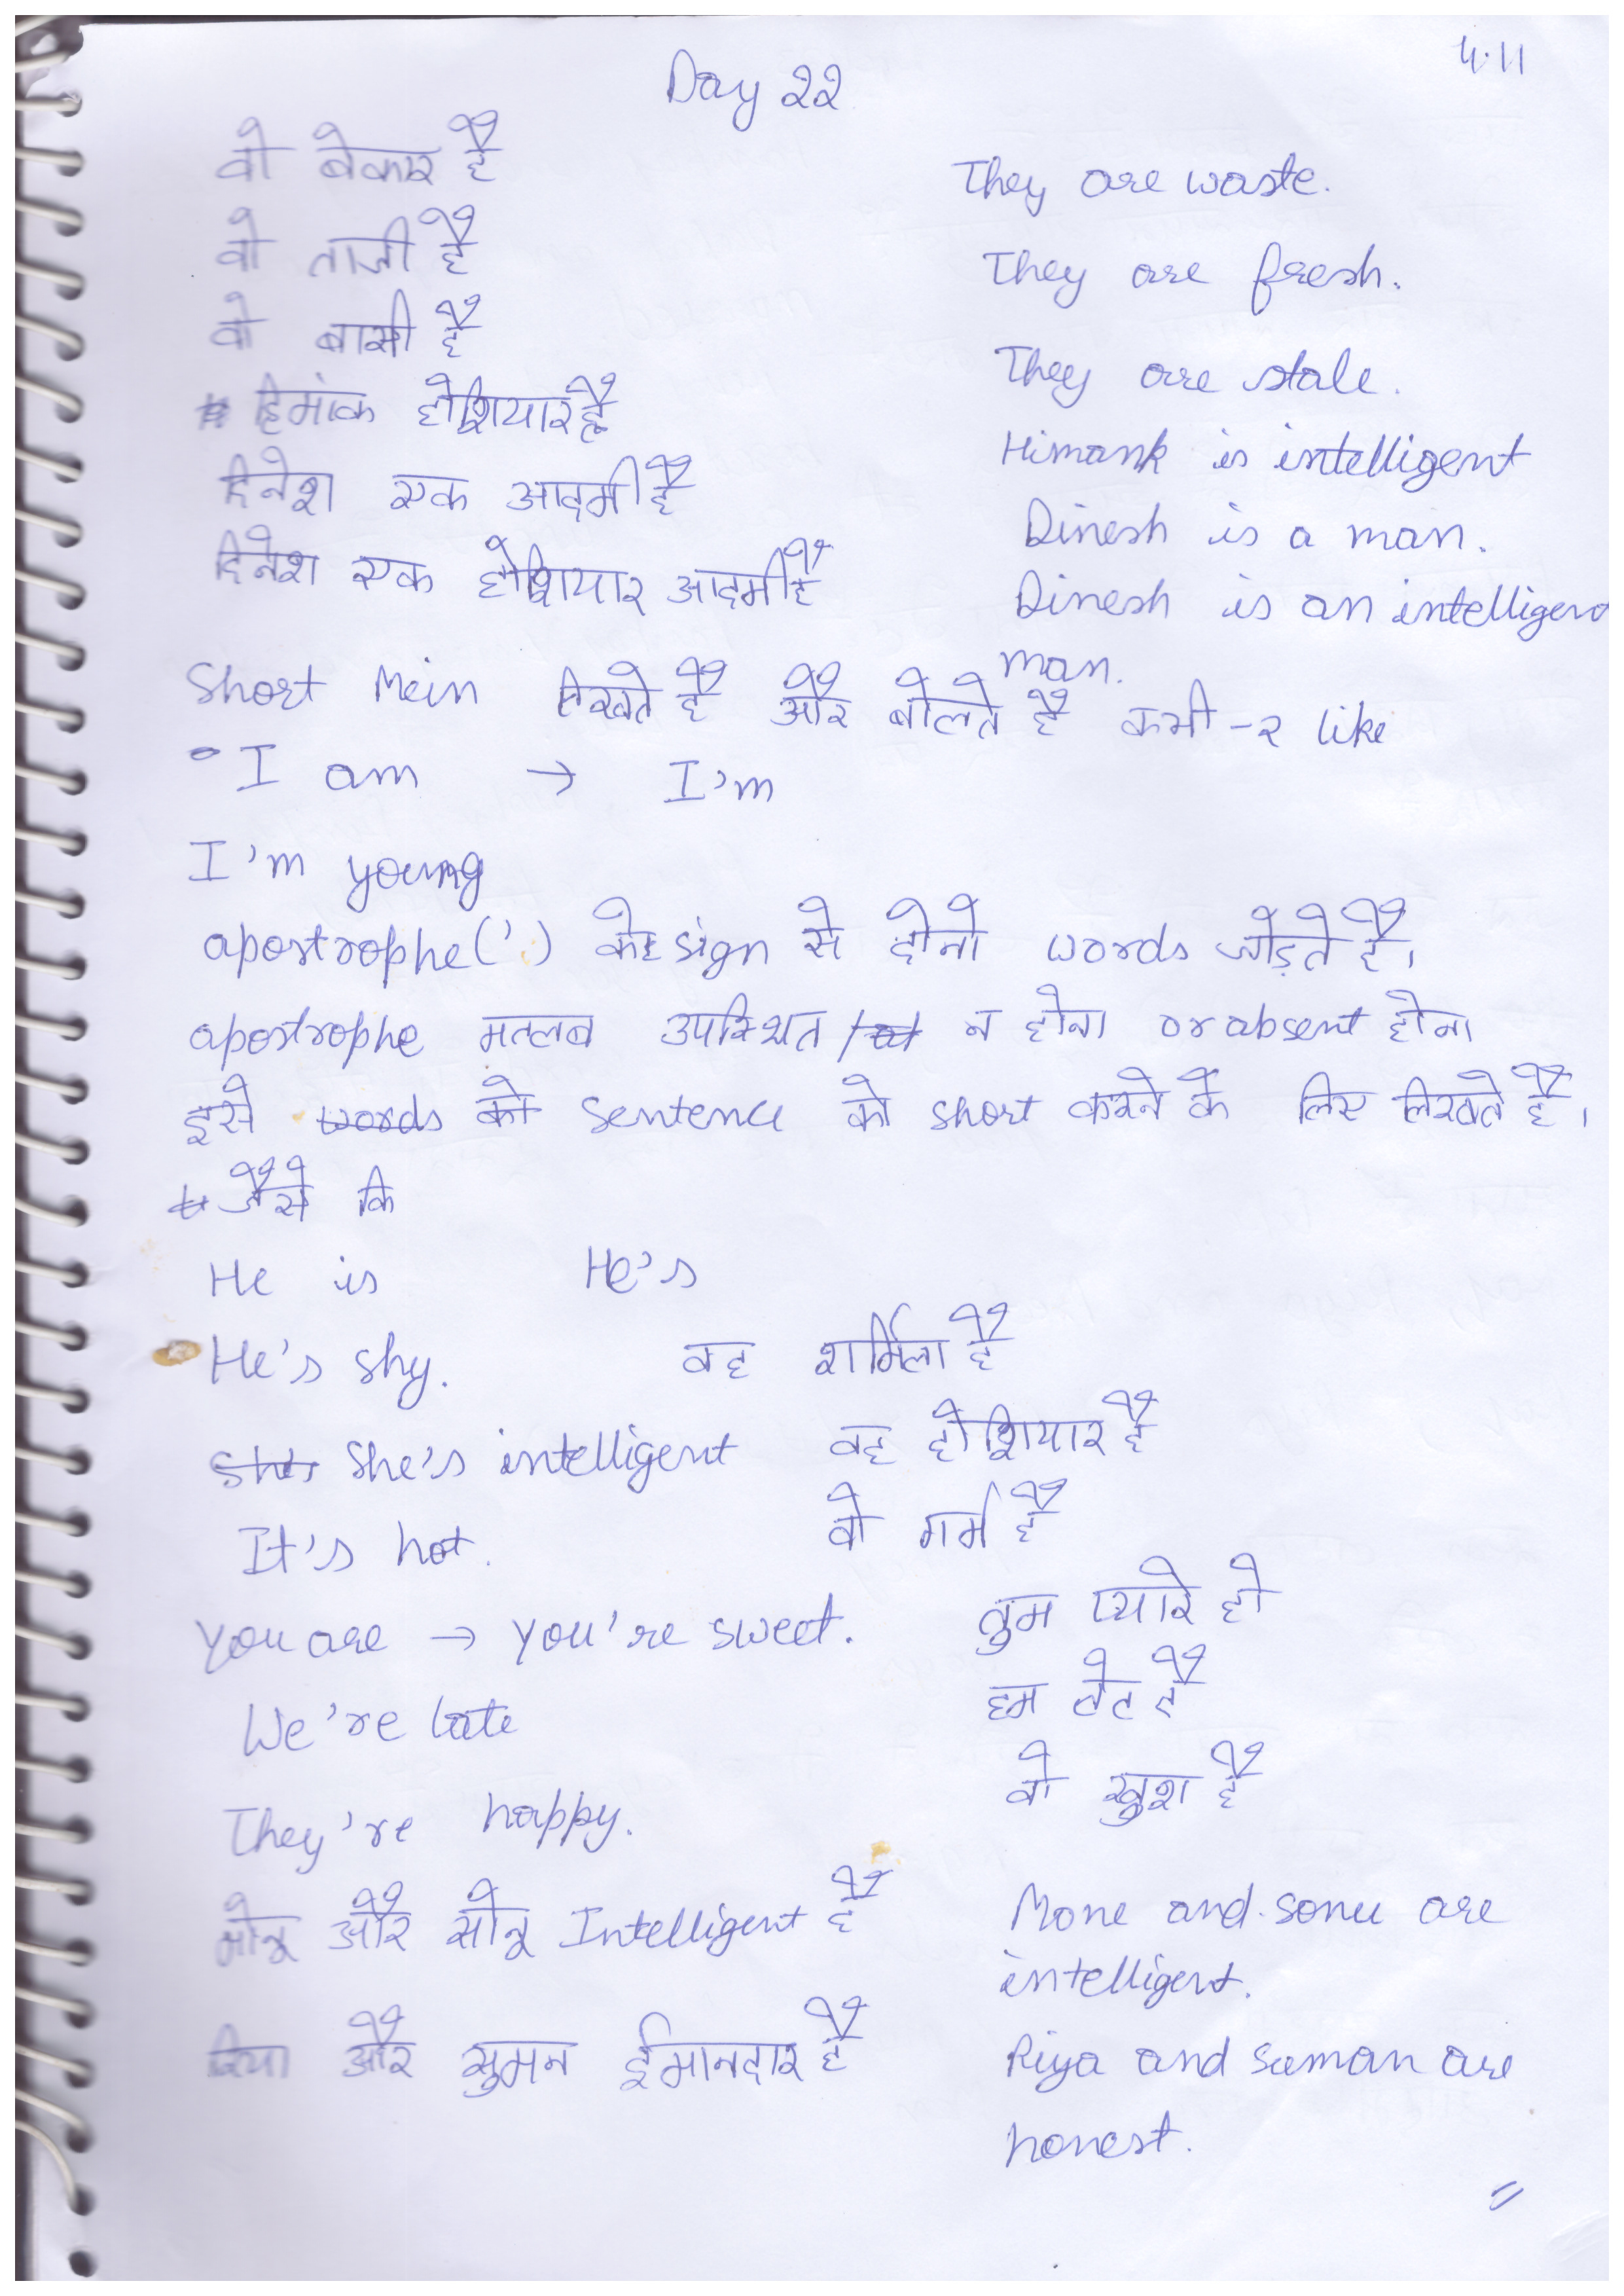 4.11
Day 22
वो बेकार है They are waste.
वो ताजी है They are fresh.
वो बासी है They are stale.
हिमांक होशियार है Himank is intelligent
दिनेश एक आदमी है Dinesh is a man.
दिनेश एक होशियार आदमी है Dinesh is an intelligent
man.
Short mein लिखते है और बोलते है कभी-2 like
I am → I'm
I'm young
apostrophe(') के sign से दोनो words जोड़ते है।
apostrophe मतलब उपस्थित / न होना or absent होना
इसे words को sentence को short करने के लिए लिखते है।
# जैसे कि
He is He's
He's shy. वह शर्मिला है
She's She's intelligent वह होशियार है
It's hot. वो गर्म है
You are → You're sweet. तुम प्यारे हो
We're late हम लेट है
They're happy. वो खुश है
मोनू और सोनू Intelligent है Mone and sonu are
intelligent.
रिया और सुमन ईमानदार है Riya and suman are
honest.